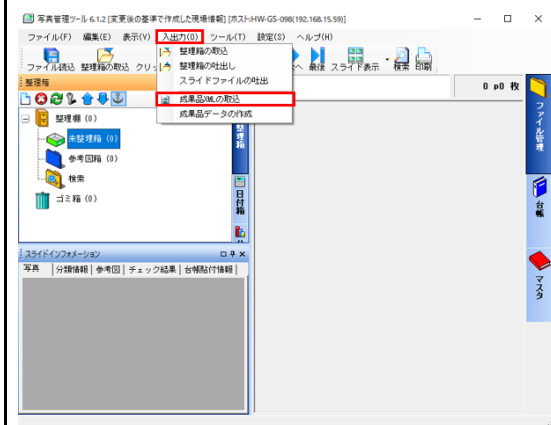 写真管理ツール 6.1.2 [変更後の基準で作成した現場情報] [ホスト:HW-GS-098(192.168.15.59)]
ファイル(F) 編集(E) 表示(V) 入出力(O) ツール(T) 設定(S) ヘルプ(H)
整理箱の取込
整理箱の吐出し
スライドファイルの吐出
成果品XMLの取込
成果品データの作成
ファイル読込 整理箱の取込 クリッ
へ 最後 スライド表示 検索 印刷
整理箱
0 p0 枚
整理棚 (0)
未整理箱 (0)
参考図箱 (0)
検索
ゴミ箱 (0)
整理箱
日付箱
ファイル管理
台帳
マスタ
スライドインフォメーション
写真 分類情報 参考図 チェック結果 台帳貼付情報